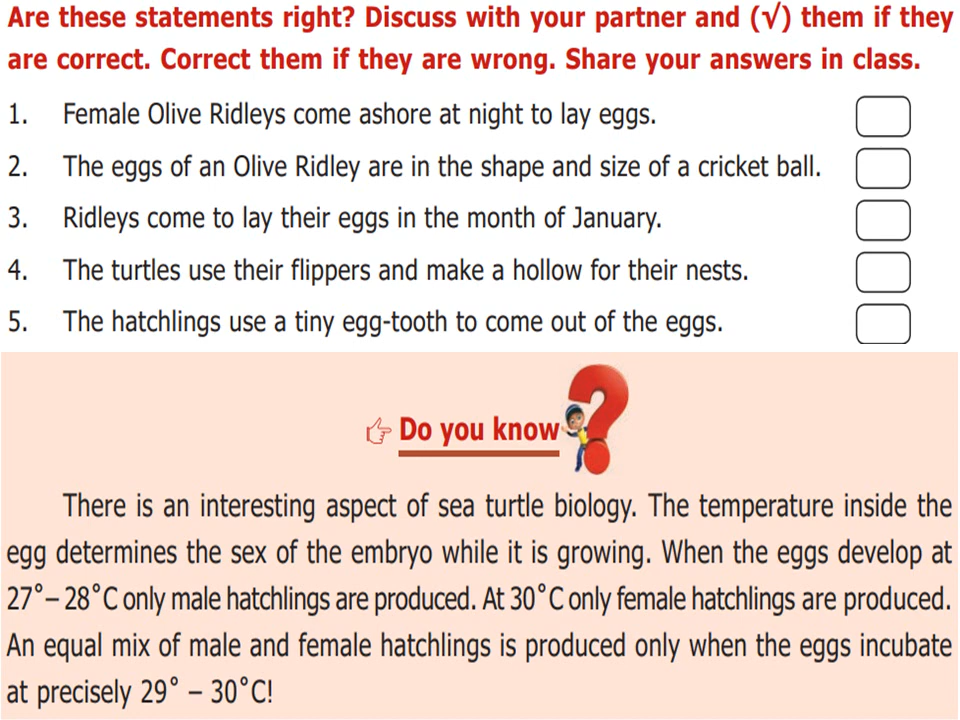 Are these statements right? Discuss with your partner and (√) them if they
are correct. Correct them if they are wrong. Share your answers in class.
1. Female Olive Ridleys come ashore at night to lay eggs.
2. The eggs of an Olive Ridley are in the shape and size of a cricket ball.
3. Ridleys come to lay their eggs in the month of January.
4. The turtles use their flippers and make a hollow for their nests.
5. The hatchlings use a tiny egg-tooth to come out of the eggs.
☞ Do you know ?
There is an interesting aspect of sea turtle biology. The temperature inside the
egg determines the sex of the embryo while it is growing. When the eggs develop at
27°– 28°C only male hatchlings are produced. At 30°C only female hatchlings are produced.
An equal mix of male and female hatchlings is produced only when the eggs incubate
at precisely 29° – 30°C!